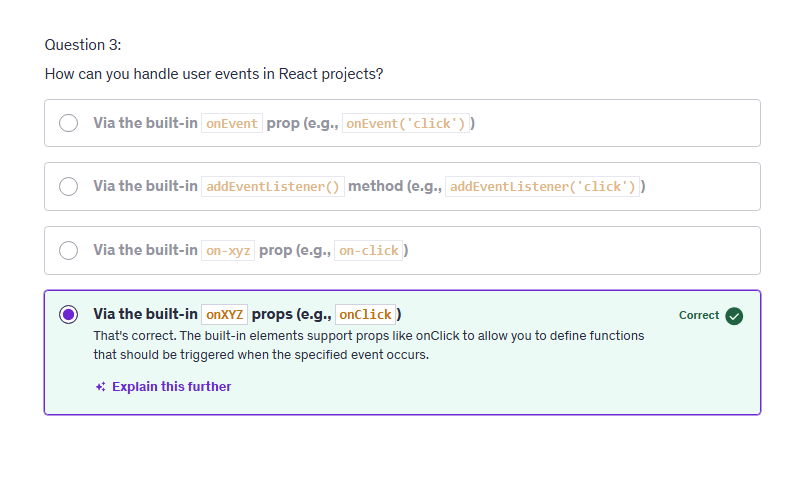 Question 3:
How can you handle user events in React projects?
Via the built-in onEvent prop (e.g., onEvent('click'))
Via the built-in addEventListener() method (e.g., addEventListener('click'))
Via the built-in on-xyz prop (e.g., on-click)
Via the built-in onXYZ props (e.g., onClick)
Correct
That's correct. The built-in elements support props like onClick to allow you to define functions
that should be triggered when the specified event occurs.
Explain this further